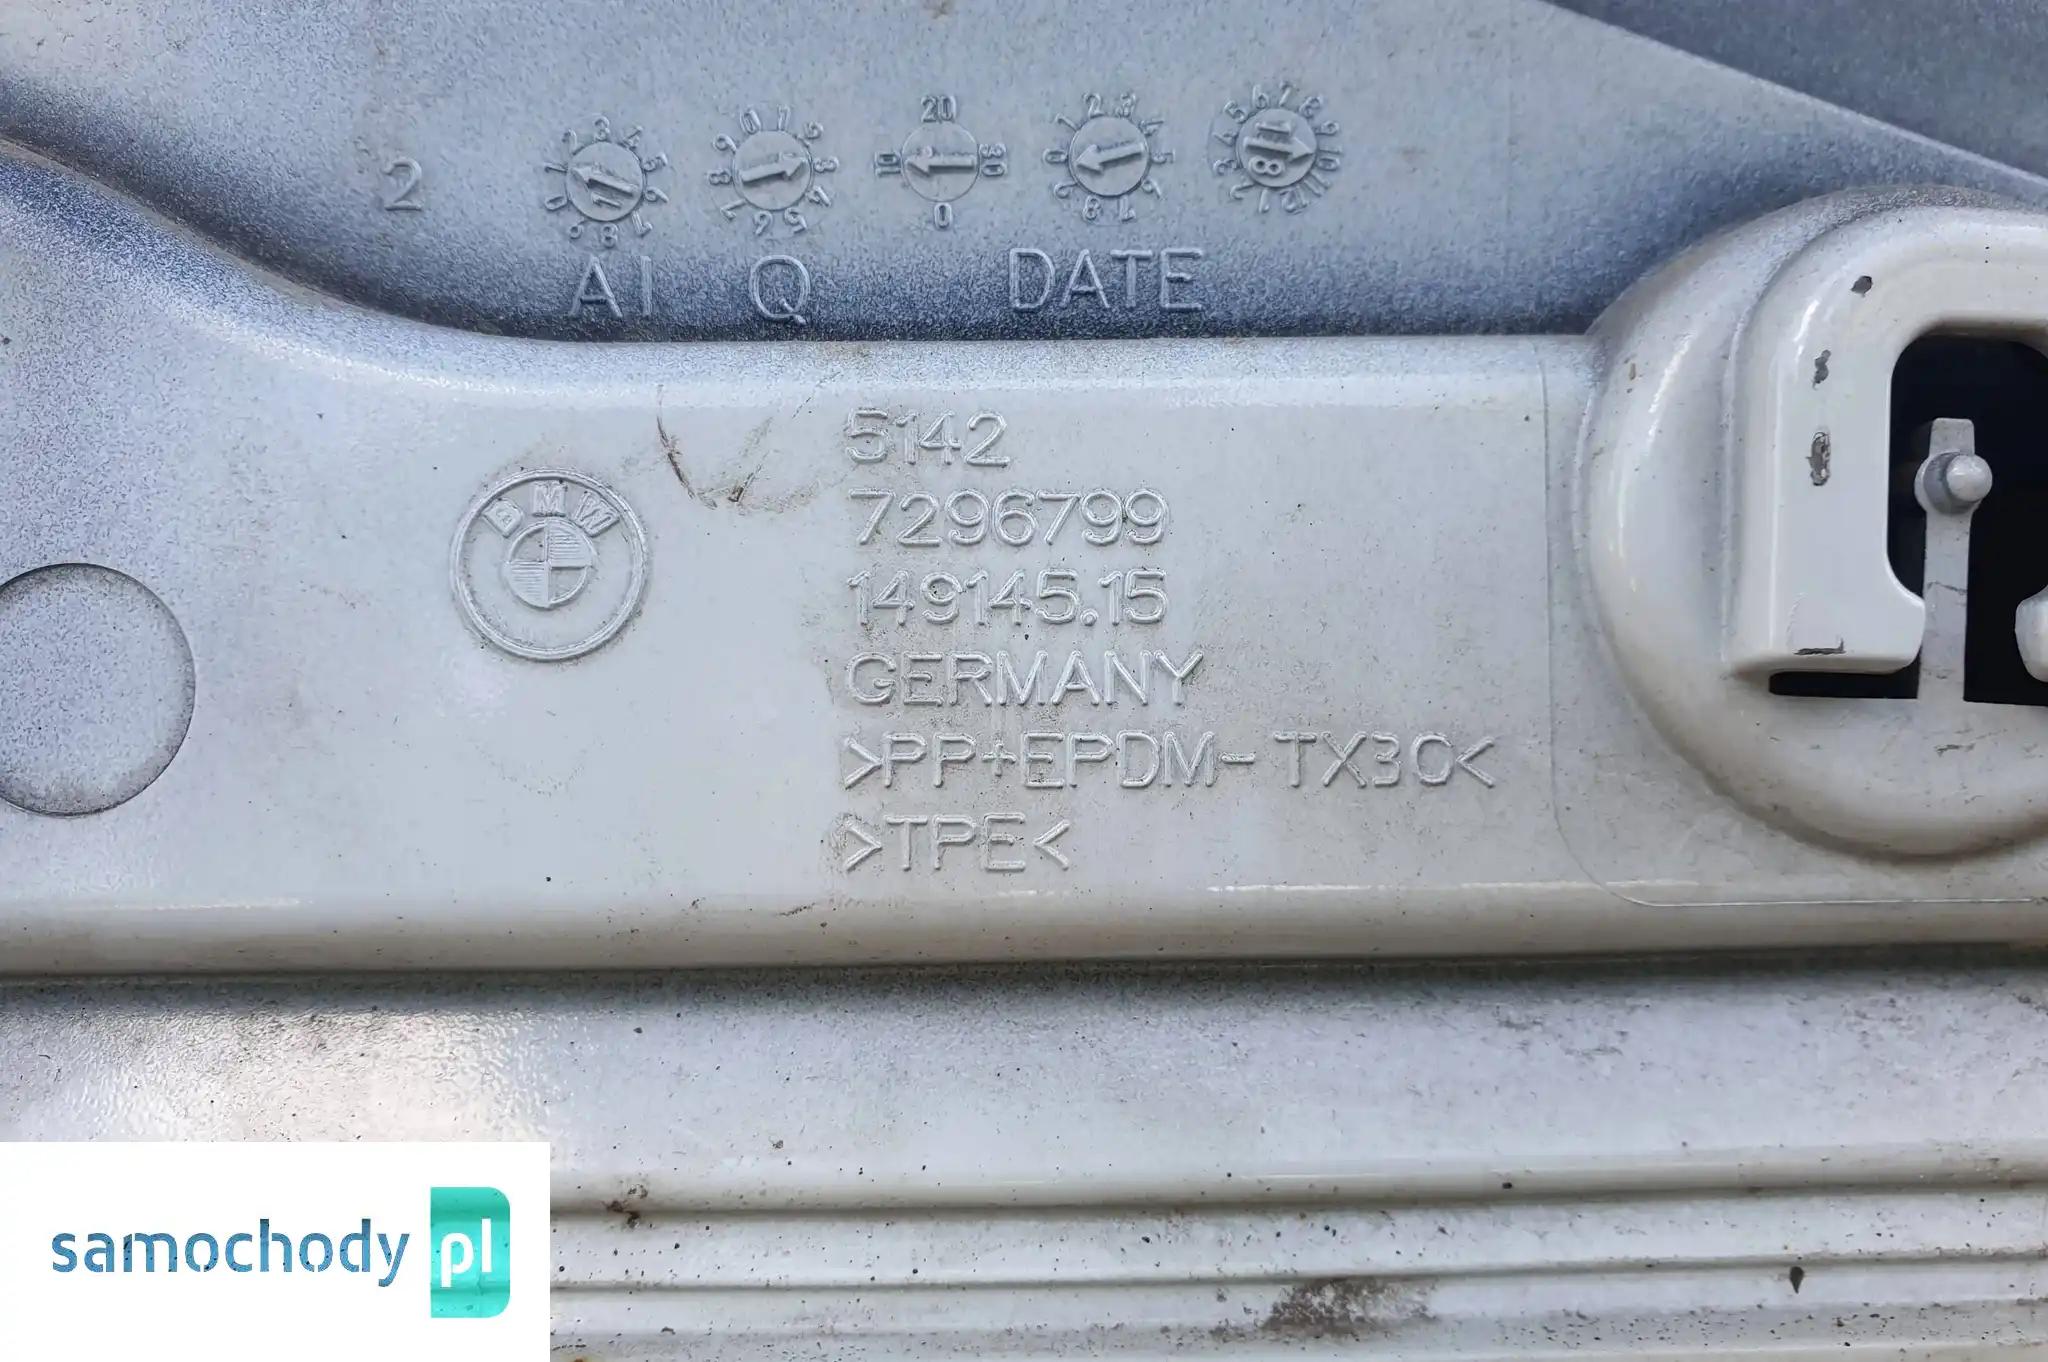 2
AI Q DATE
BMW
5142
7296799
149145.15
GERMANY
>PP+EPDM-TX30<
>TPE<
samochody pl